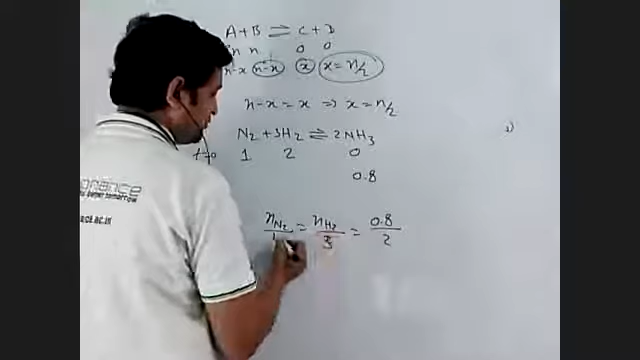 A + B ⇌ C + D
n n 0 0
n-x n-x x x = n/2
n-x = x ⇒ x = n/2
N₂ + 3H₂ ⇌ 2NH₃
t=0 1 2 0
0.8
nN₂/1 = nH₂/3 = 0.8/2